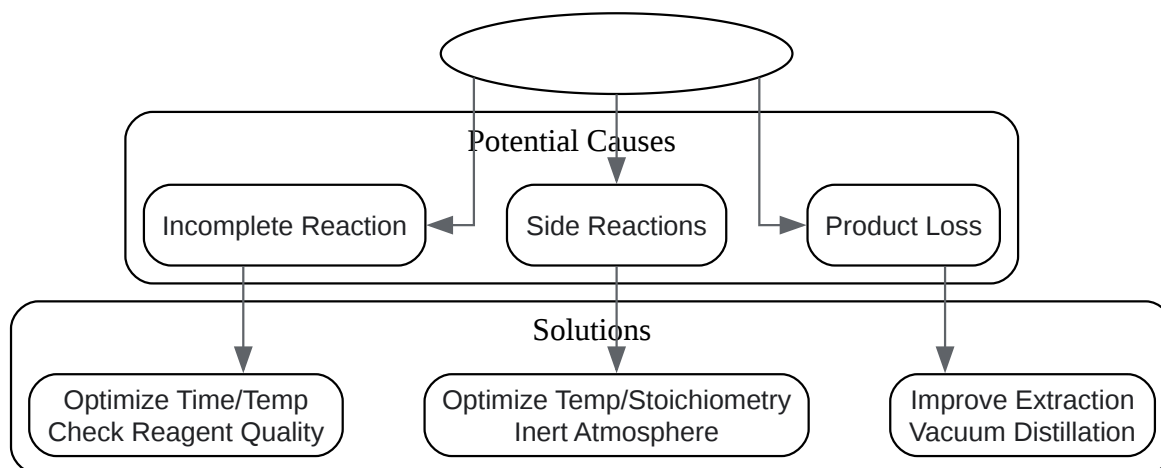 Potential Causes
Incomplete Reaction
Side Reactions
Product Loss
Solutions
Optimize Time/Temp
Check Reagent Quality
Optimize Temp/Stoichiometry
Inert Atmosphere
Improve Extraction
Vacuum Distillation